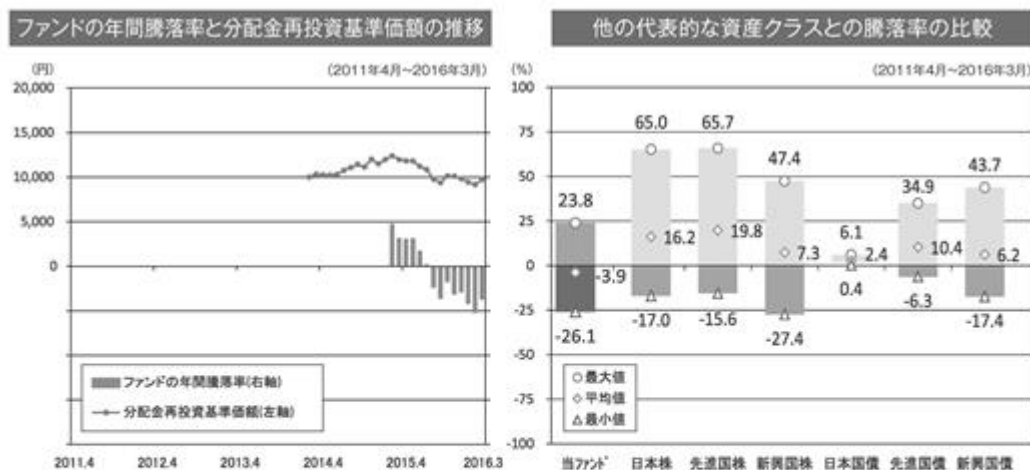 ファンドの年間騰落率と分配金再投資基準価額の推移
(円)
(2011年4月~2016年3月)
20,000
15,000
10,000
5,000
0
ファンドの年間騰落率(右軸)
分配金再投資基準価額(左軸)
2011.4 2012.4 2013.4 2014.4 2015.4 2016.3
他の代表的な資産クラスとの騰落率の比較
(%)
(2011年4月~2016年3月)
100
75
50
25
0
-25
-50
-75
-100
23.8 65.0 65.7 47.4 6.1 34.9 43.7
-3.9 16.2 19.8 7.3 2.4 10.4 6.2
-26.1 -17.0 -15.6 -27.4 0.4 -6.3 -17.4
最大値
平均値
最小値
当ファンド 日本株 先進国株 新興国株 日本国債 先進国債 新興国債